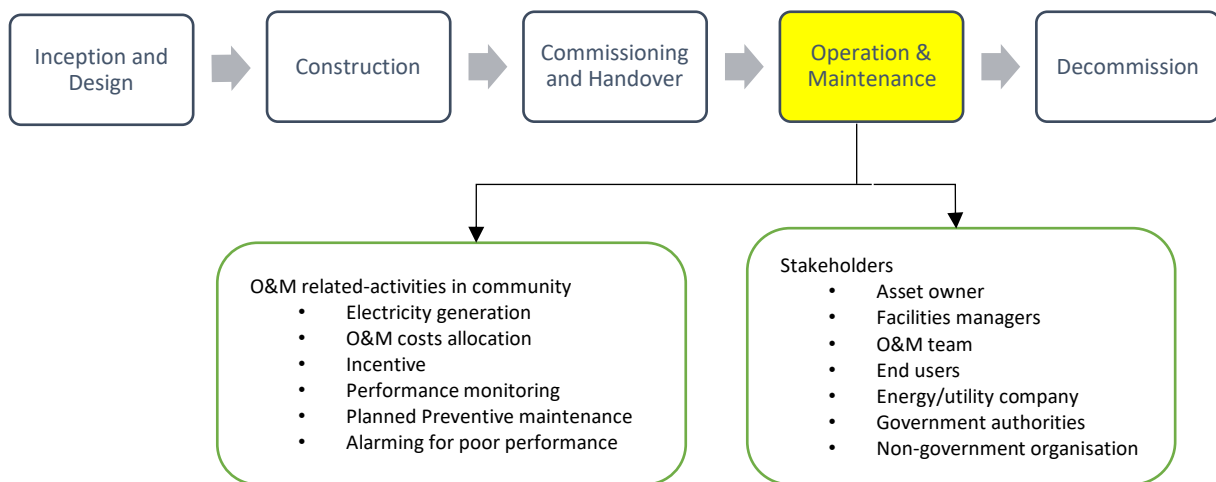 Inception and
Design
Construction
Commissioning
and Handover
Operation &
Maintenance
Decommission
O&M related-activities in community
• Electricity generation
• O&M costs allocation
• Incentive
• Performance monitoring
• Planned Preventive maintenance
• Alarming for poor performance
Stakeholders
• Asset owner
• Facilities managers
• O&M team
• End users
• Energy/utility company
• Government authorities
• Non-government organisation